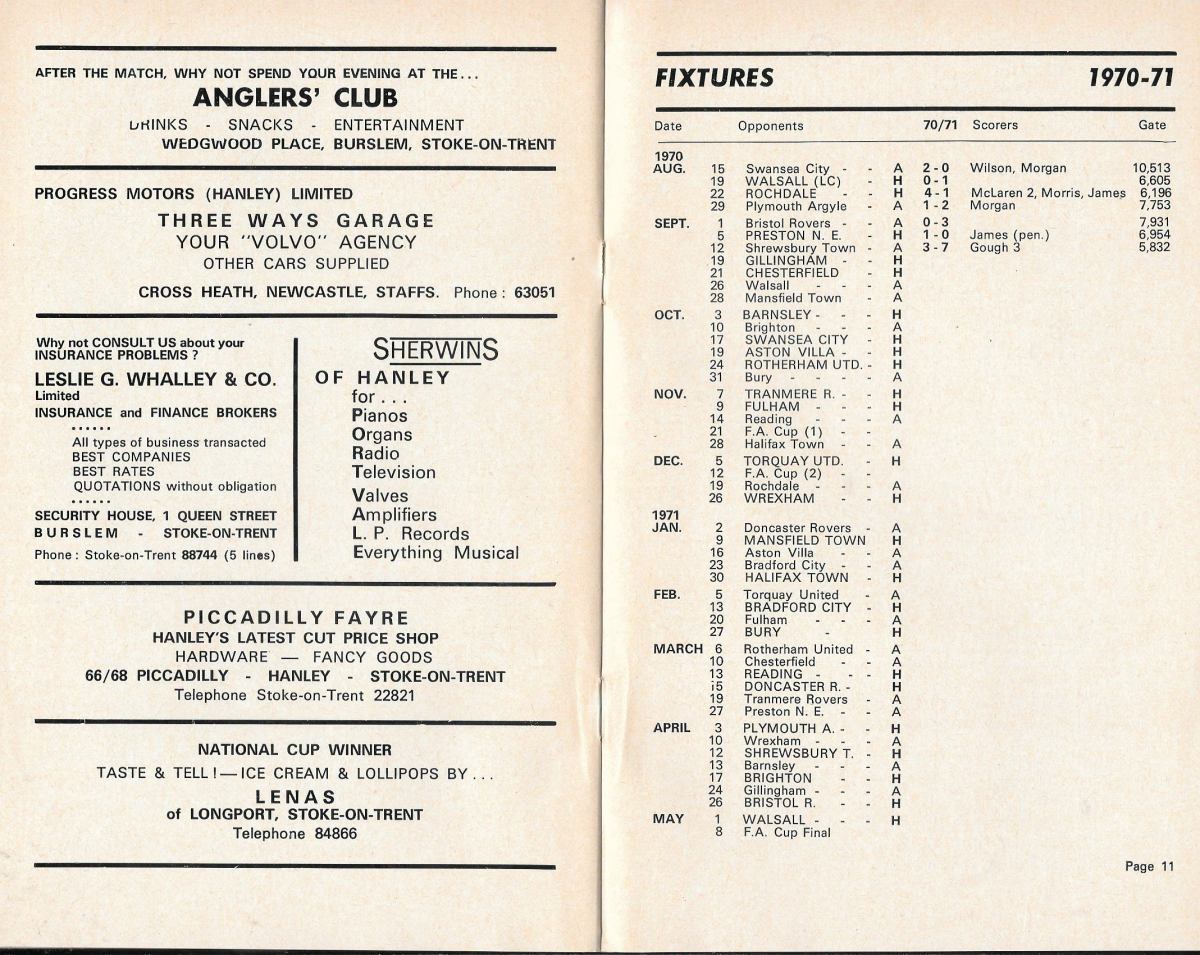 AFTER THE MATCH, WHY NOT SPEND YOUR EVENING AT THE...
ANGLERS' CLUB
DRINKS - SNACKS - ENTERTAINMENT
WEDGWOOD PLACE, BURSLEM, STOKE-ON-TRENT
PROGRESS MOTORS (HANLEY) LIMITED
THREE WAYS GARAGE
YOUR "VOLVO" AGENCY
OTHER CARS SUPPLIED
CROSS HEATH, NEWCASTLE, STAFFS. Phone : 63051
Why not CONSULT US about your
INSURANCE PROBLEMS ?
LESLIE G. WHALLEY & CO.
Limited
INSURANCE and FINANCE BROKERS
......
All types of business transacted
BEST COMPANIES
BEST RATES
QUOTATIONS without obligation
......
SECURITY HOUSE, 1 QUEEN STREET
BURSLEM - STOKE-ON-TRENT
Phone : Stoke-on-Trent 88744 (5 lines)
SHERWINS
OF HANLEY
for . . .
Pianos
Organs
Radio
Television
Valves
Amplifiers
L. P. Records
Everything Musical
PICCADILLY FAYRE
HANLEY'S LATEST CUT PRICE SHOP
HARDWARE — FANCY GOODS
66/68 PICCADILLY - HANLEY - STOKE-ON-TRENT
Telephone Stoke-on-Trent 22821
NATIONAL CUP WINNER
TASTE & TELL!—ICE CREAM & LOLLIPOPS BY...
LENAS
of LONGPORT, STOKE-ON-TRENT
Telephone 84866
FIXTURES 1970-71
Date Opponents 70/71 Scorers Gate
1970
AUG. 15 Swansea City - - A 2-0 Wilson, Morgan 10,513
19 WALSALL (LC) - H 0-1 6,605
22 ROCHDALE - - H 4-1 McLaren 2, Morris, James 6,196
29 Plymouth Argyle - A 1-2 Morgan 7,753
SEPT. 1 Bristol Rovers - - A 0-3 7,931
5 PRESTON N. E. - H 1-0 James (pen.) 6,954
12 Shrewsbury Town - A 3-7 Gough 3 5,832
19 GILLINGHAM - - H
21 CHESTERFIELD - H
26 Walsall - - - A
28 Mansfield Town - A
OCT. 3 BARNSLEY - - - H
10 Brighton - - - A
17 SWANSEA CITY - H
19 ASTON VILLA - - H
24 ROTHERHAM UTD. - H
31 Bury - - - - A
NOV. 7 TRANMERE R. - - H
9 FULHAM - - - H
14 Reading - - - A
21 F.A. Cup (1) - -
28 Halifax Town - - A
DEC. 5 TORQUAY UTD. - H
12 F.A. Cup (2) - -
19 Rochdale - - - A
26 WREXHAM - - H
1971
JAN. 2 Doncaster Rovers - A
9 MANSFIELD TOWN H
16 Aston Villa - - A
23 Bradford City - - A
30 HALIFAX TOWN - H
FEB. 5 Torquay United - A
13 BRADFORD CITY - H
20 Fulham - - - A
27 BURY - - H
MARCH 6 Rotherham United - A
10 Chesterfield - - A
13 READING - - - H
15 DONCASTER R. - H
19 Tranmere Rovers - A
27 Preston N. E. - - A
APRIL 3 PLYMOUTH A. - - H
10 Wrexham - - - A
12 SHREWSBURY T. - H
13 Barnsley - - - A
17 BRIGHTON - - H
24 Gillingham - - - A
26 BRISTOL R. - - H
MAY 1 WALSALL - - - H
8 F.A. Cup Final
Page 11